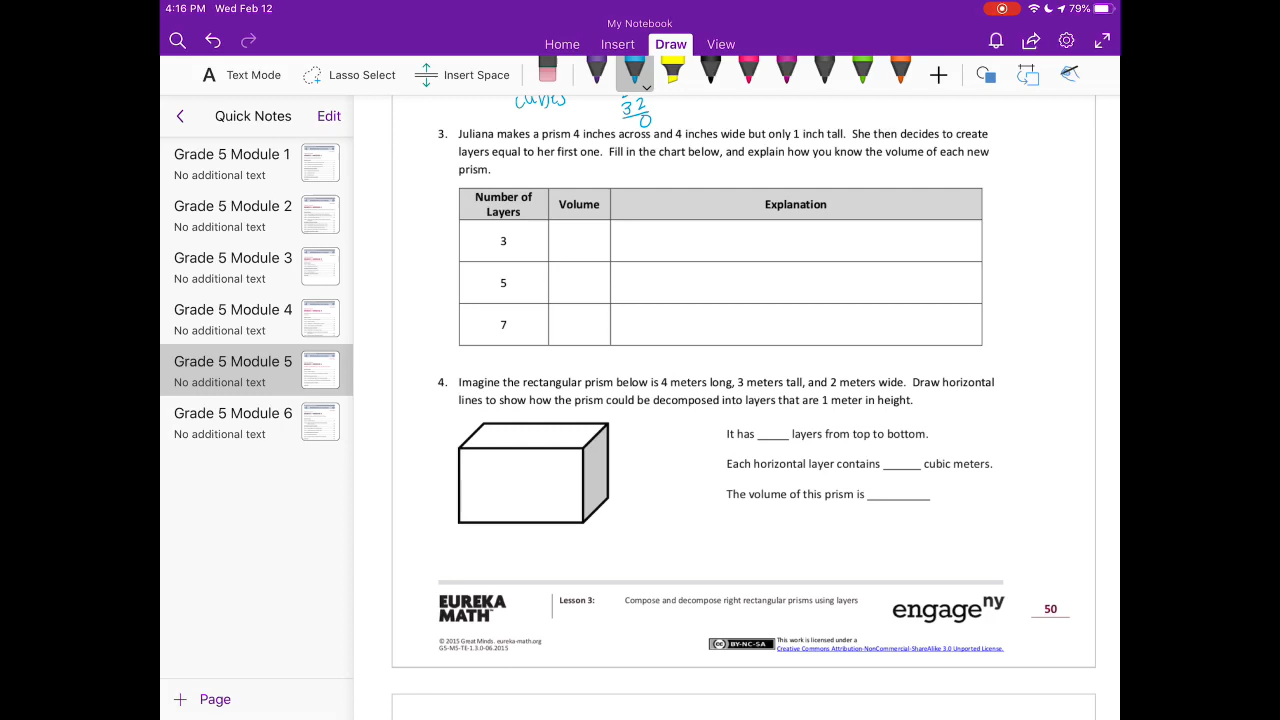 4:16 PM Wed Feb 12
79%
My Notebook
Home Insert Draw View
A Text Mode Lasso Select Insert Space
Quick Notes Edit
Grade 5 Module 1
No additional text
Grade 5 Module 2
No additional text
Grade 5 Module 3
No additional text
Grade 5 Module 4
No additional text
Grade 5 Module 5
No additional text
Grade 5 Module 6
No additional text
Page
32
0
3. Juliana makes a prism 4 inches across and 4 inches wide but only 1 inch tall. She then decides to create
layers equal to her first one. Fill in the chart below, and explain how you know the volume of each new
prism.
Number of Layers Volume Explanation
3
5
7
4. Imagine the rectangular prism below is 4 meters long, 3 meters tall, and 2 meters wide. Draw horizontal
lines to show how the prism could be decomposed into layers that are 1 meter in height.
It has _____ layers from top to bottom.
Each horizontal layer contains ______ cubic meters.
The volume of this prism is __________
EUREKA
MATH™
Lesson 3: Compose and decompose right rectangular prisms using layers
engage ny
50
© 2015 Great Minds. eureka-math.org
G5-M5-TE-1.3.0-06.2015
cc BY-NC-SA
This work is licensed under a
Creative Commons Attribution-NonCommercial-ShareAlike 3.0 Unported License.